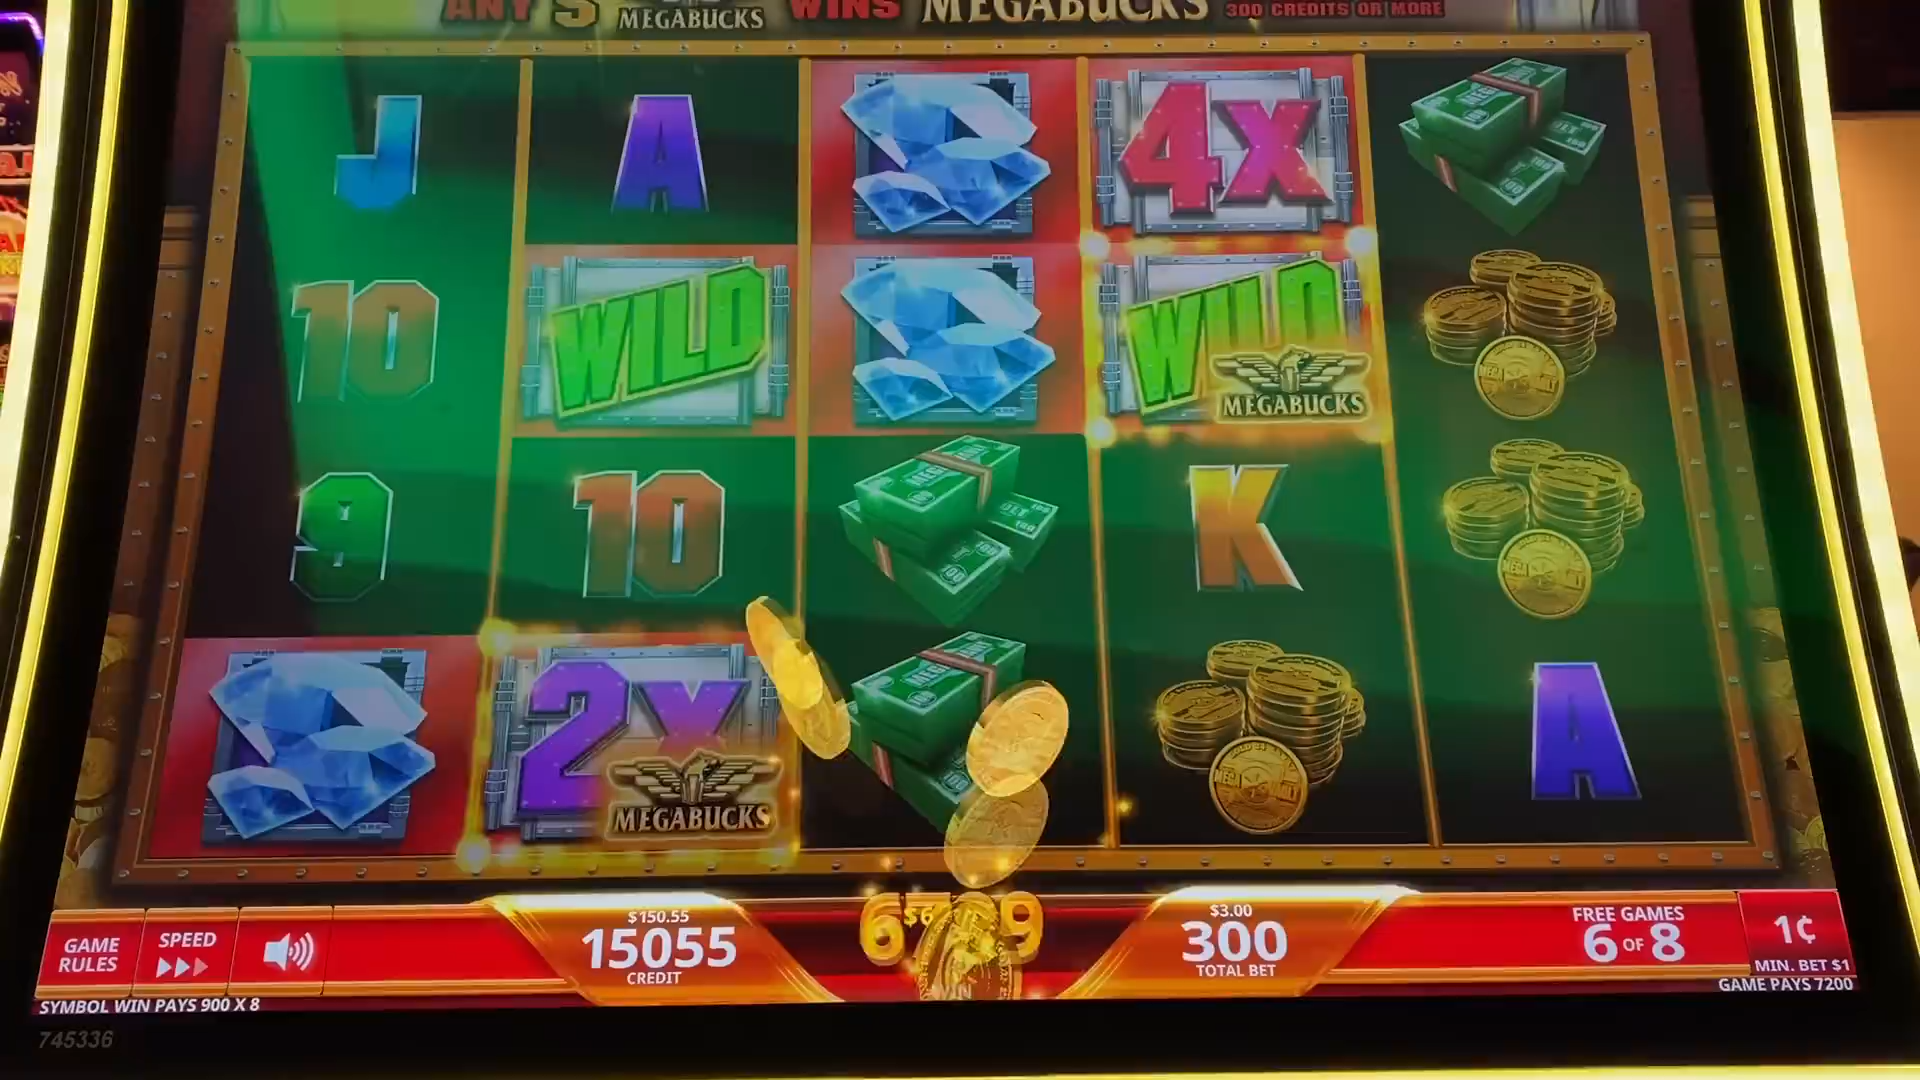 ANY 5 MEGABUCKS WINS MEGABUCKS 300 CREDITS OR MORE
J A 4X
10 WILD WILD
MEGABUCKS
9 10 K
2X A
MEGABUCKS
GAME RULES
SPEED
$150.55
15055
CREDIT
$3.00
300
TOTAL BET
FREE GAMES
6 OF 8
1¢
MIN. BET $1
SYMBOL WIN PAYS 900 X 8
GAME PAYS 7200
745336